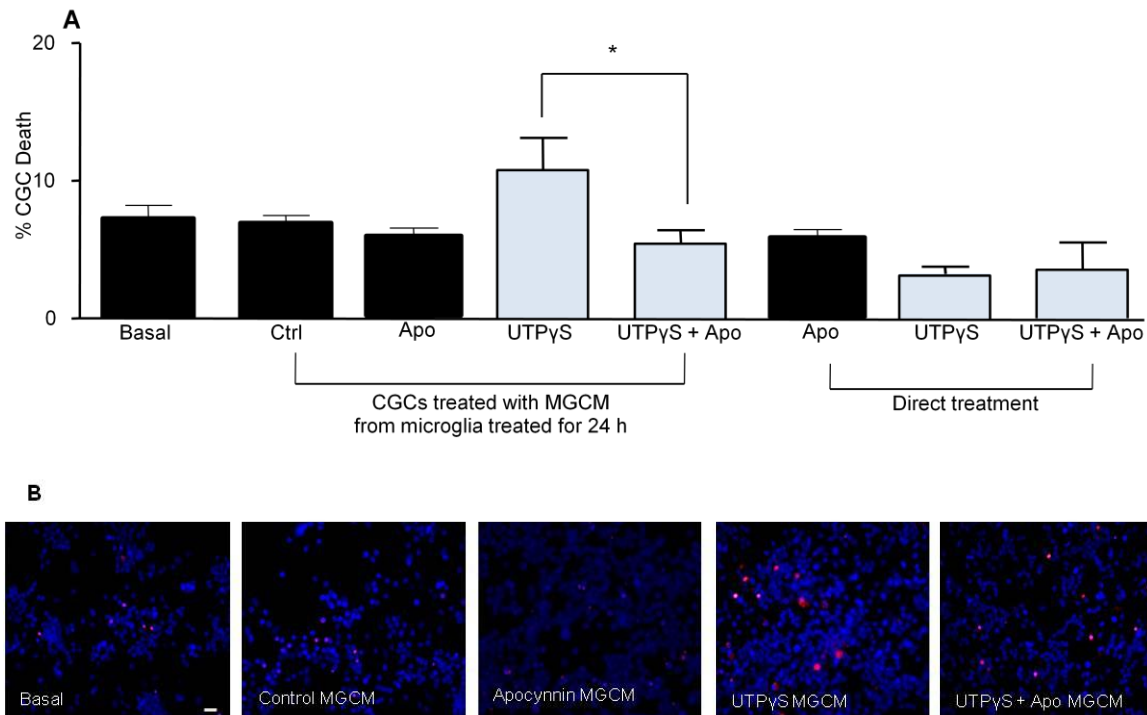 A
20
*
% CGC Death
10
0
Basal Ctrl Apo UTPγS UTPγS + Apo Apo UTPγS UTPγS + Apo
CGCs treated with MGCM
from microglia treated for 24 h
Direct treatment
B
Basal
Control MGCM
Apocynnin MGCM
UTPγS MGCM
UTPγS + Apo MGCM